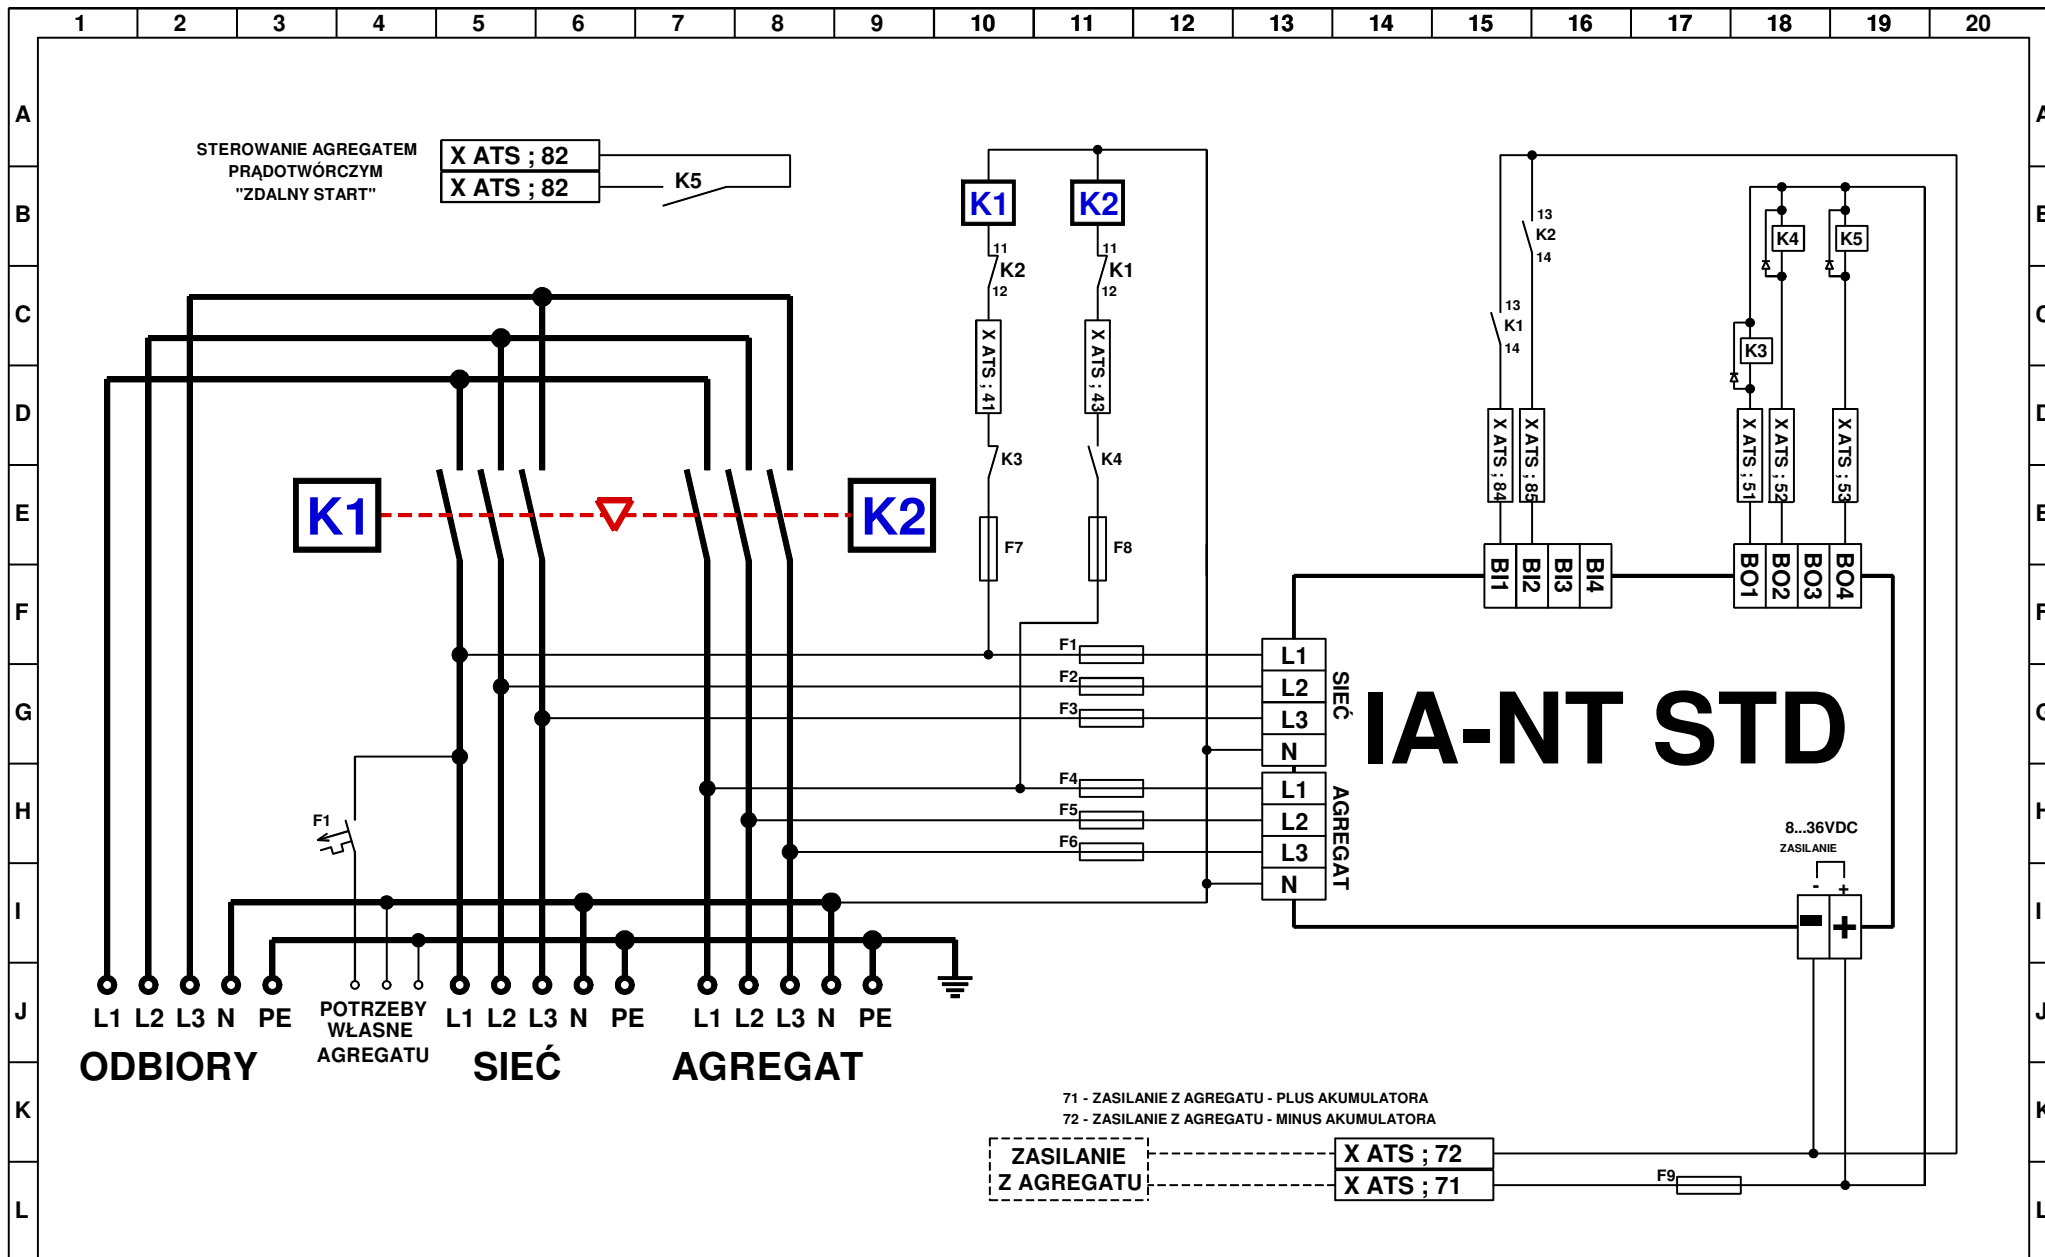 1 2 3 4 5 6 7 8 9 10 11 12 13 14 15 16 17 18 19 20
A
B
C
D
E
F
G
H
I
J
K
L
STEROWANIE AGREGATEM
PRĄDOTWÓRCZYM
"ZDALNY START"
X ATS ; 82
X ATS ; 82
K5
K1
K2
11
K2
12
11
K1
12
X ATS ; 41
X ATS ; 43
K3
K4
F7
F8
K1
K2
13
K2
14
13
K1
14
X ATS ; 84
X ATS ; 85
K4
K5
K3
X ATS ; 51
X ATS ; 52
X ATS ; 53
BI1
BI2
BI3
BI4
BO1
BO2
BO3
BO4
F1
F2
F3
F4
F5
F6
L1
L2
L3
N
SIEĆ
L1
L2
L3
N
AGREGAT
IA-NT STD
8...36VDC
ZASILANIE
- +
- +
F1
L1 L2 L3 N PE
ODBIORY
POTRZEBY
WŁASNE
AGREGATU
L1 L2 L3 N PE
SIEĆ
L1 L2 L3 N PE
AGREGAT
71 - ZASILANIE Z AGREGATU - PLUS AKUMULATORA
72 - ZASILANIE Z AGREGATU - MINUS AKUMULATORA
ZASILANIE
Z AGREGATU
X ATS ; 72
X ATS ; 71
F9
A
B
C
D
E
F
G
H
I
J
K
L